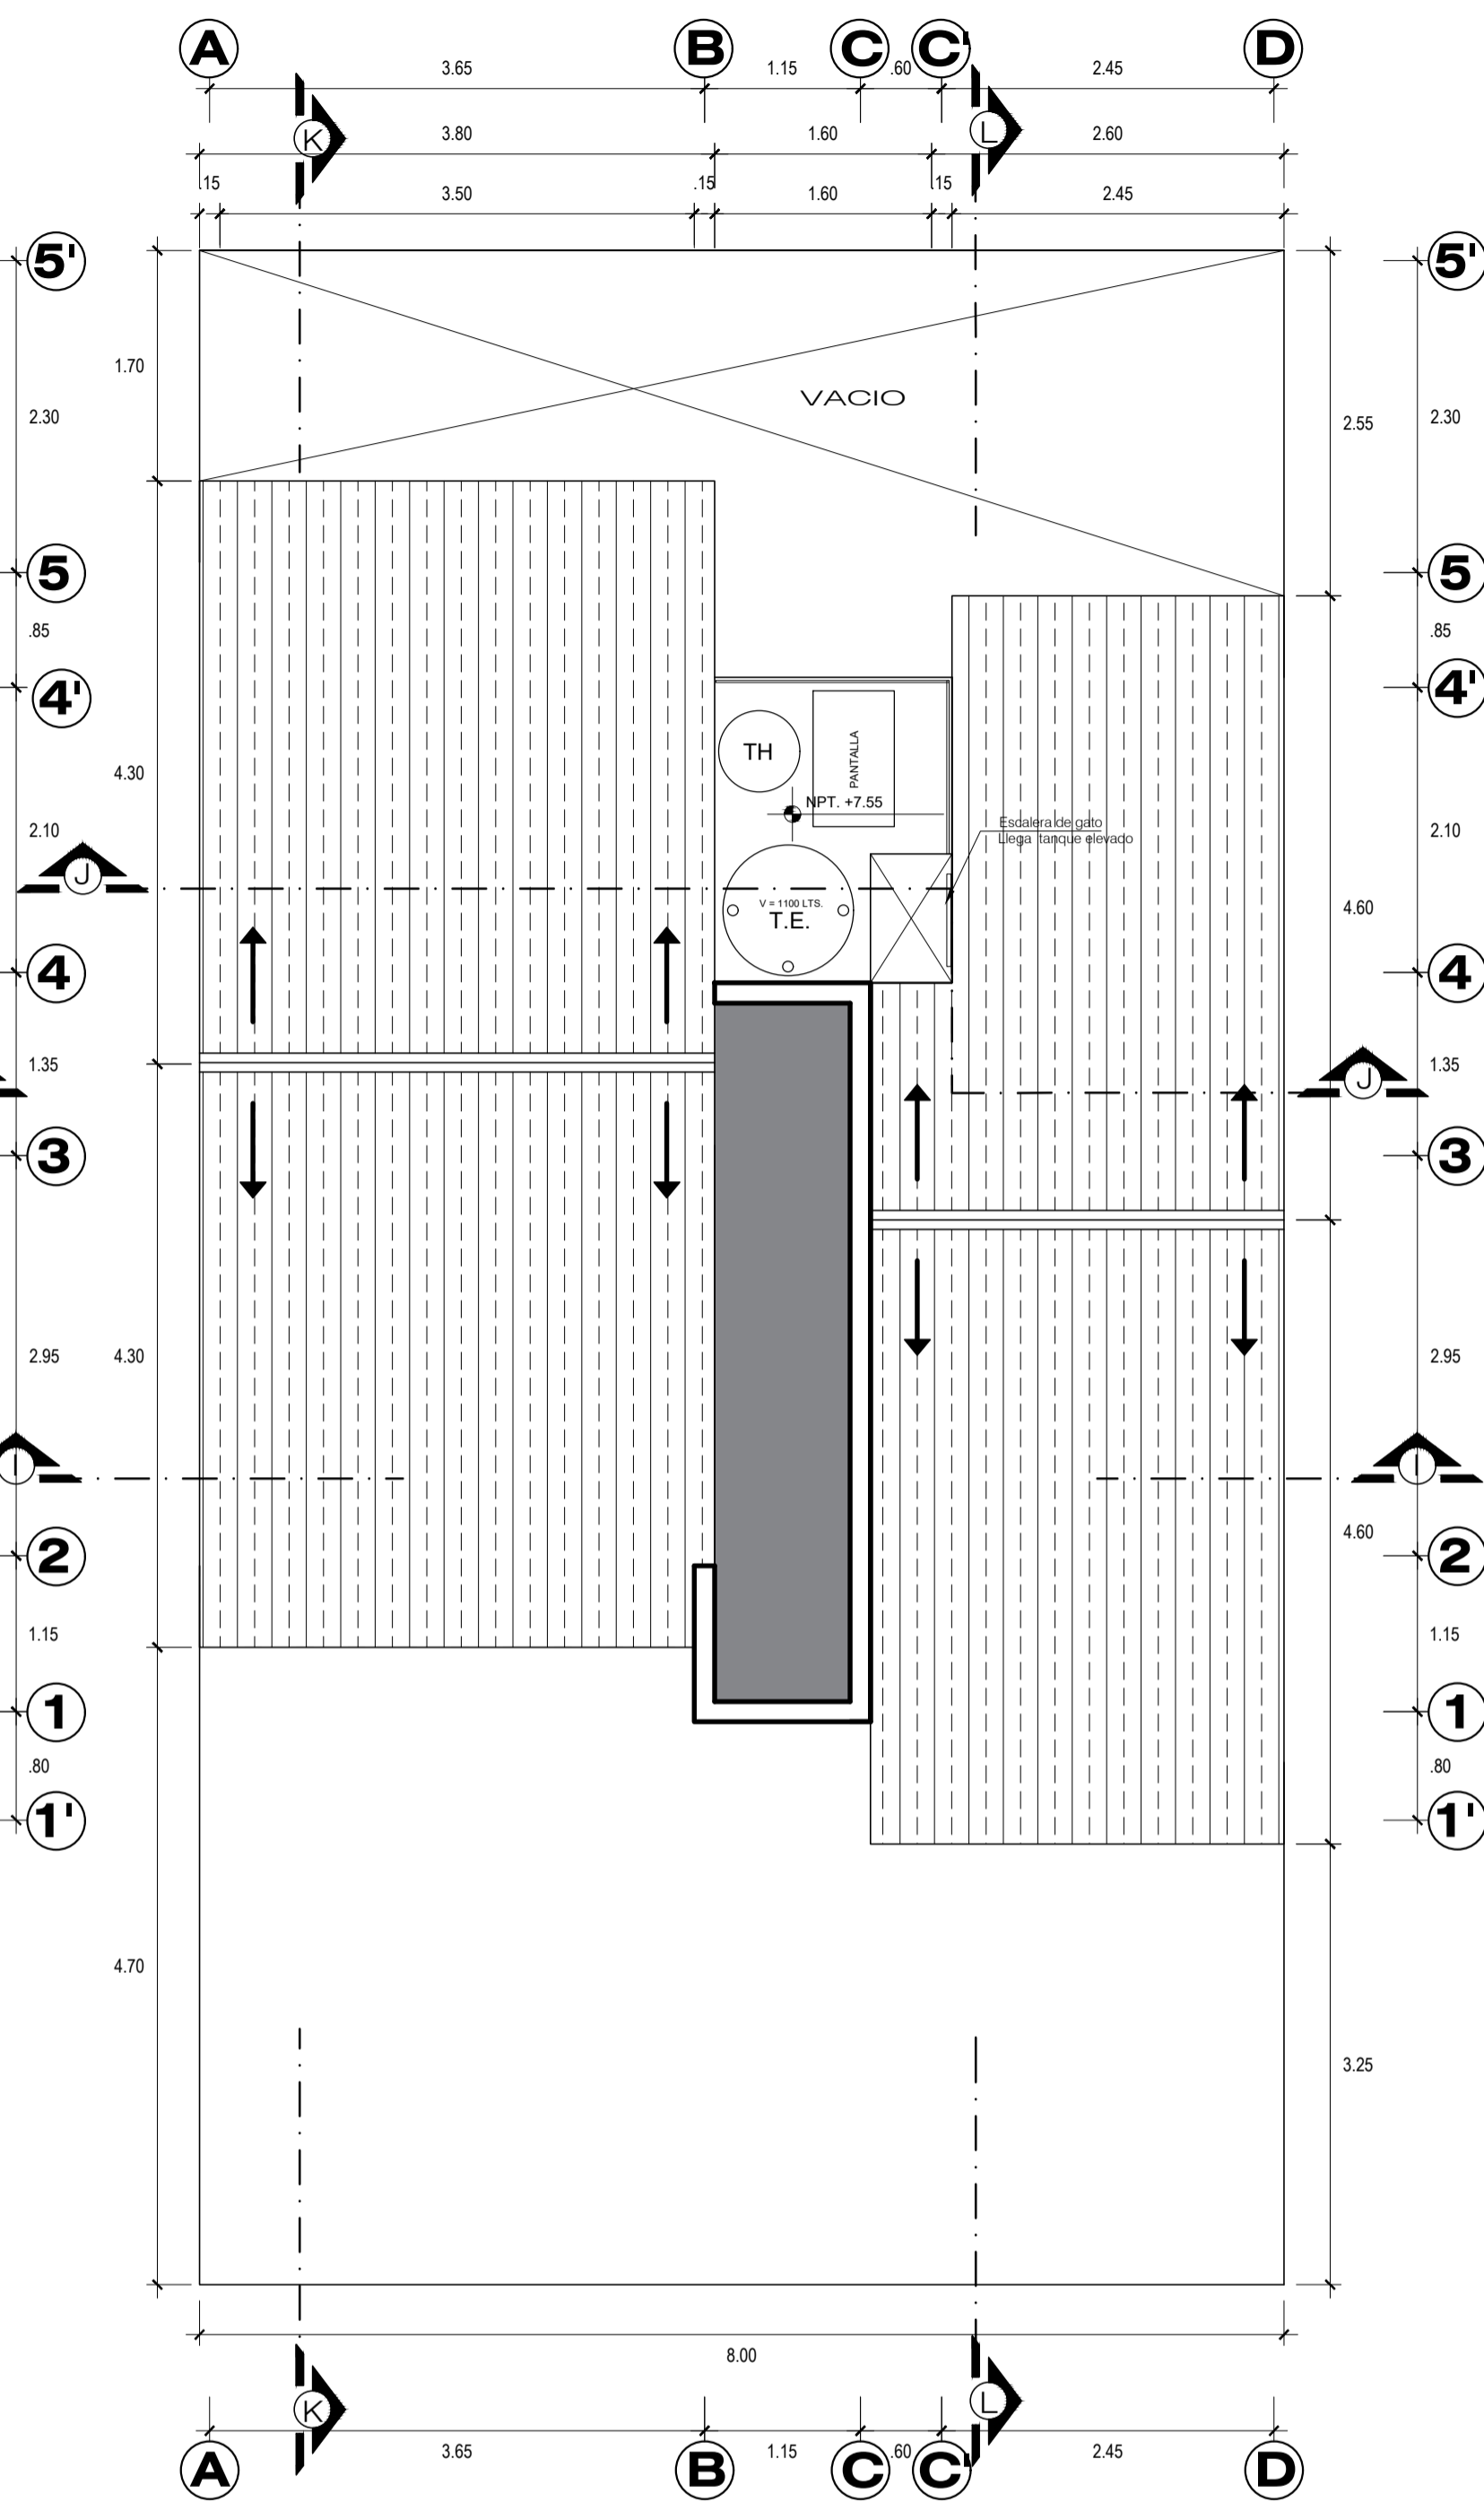 A B C C' D
3.65 1.15 .60 2.45
K L
3.80 1.60 2.60
.15 3.50 .15 1.60 .15 2.45
5' 5'
1.70
VACIO
2.30 2.55 2.30
5 5
.85 .85
4' 4'
TH
PANTALLA
4.30
NPT. +7.55
2.10 2.10
Escalera de gato
Llega tanque elevado
J
V = 1100 LTS.
T.E.
4.60
4 4
1.35 1.35
J
3 3
2.95 4.30 2.95
I I
4.60
2 2
1.15 1.15
1 1
.80 .80
1' 1'
4.70
3.25
8.00
K L
3.65 1.15 .60 2.45
A B C C' D